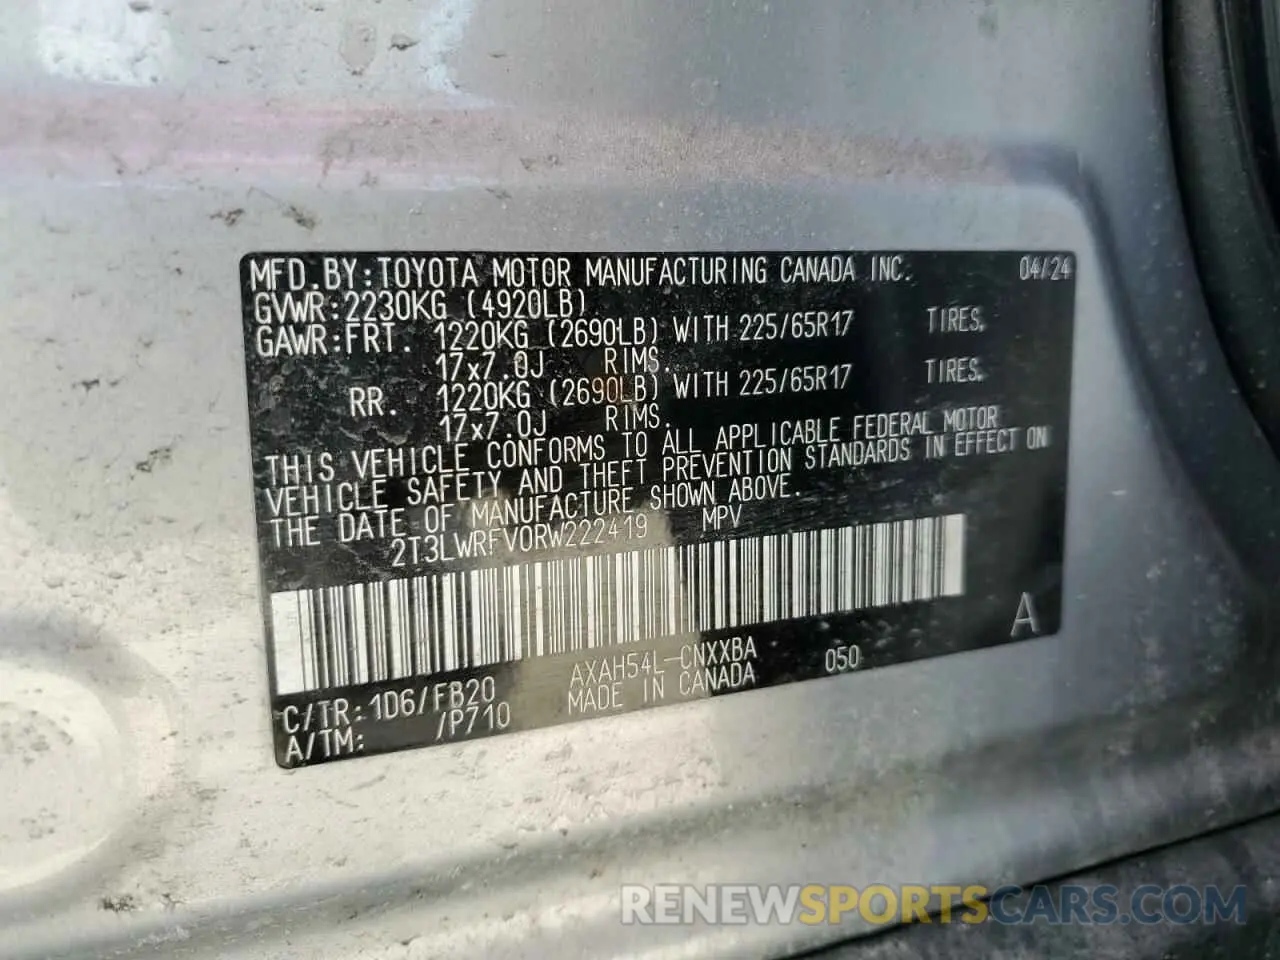 MFD.BY:TOYOTA MOTOR MANUFACTURING CANADA INC. 04/24
GVWR:2230KG (4920LB)
GAWR:FRT. 1220KG (2690LB) WITH 225/65R17 TIRES,
17x7.0J RIMS.
RR. 1220KG (2690LB) WITH 225/65R17 TIRES,
17x7.0J RIMS.
THIS VEHICLE CONFORMS TO ALL APPLICABLE FEDERAL MOTOR
VEHICLE SAFETY AND THEFT PREVENTION STANDARDS IN EFFECT ON
THE DATE OF MANUFACTURE SHOWN ABOVE.
2T3LWRFV0RW222419 MPV
A
C/TR:1D6/FB20 AXAH54L-CNXXBA 050
A/TM: /P710 MADE IN CANADA
RENEWSPORTSCARS.COM